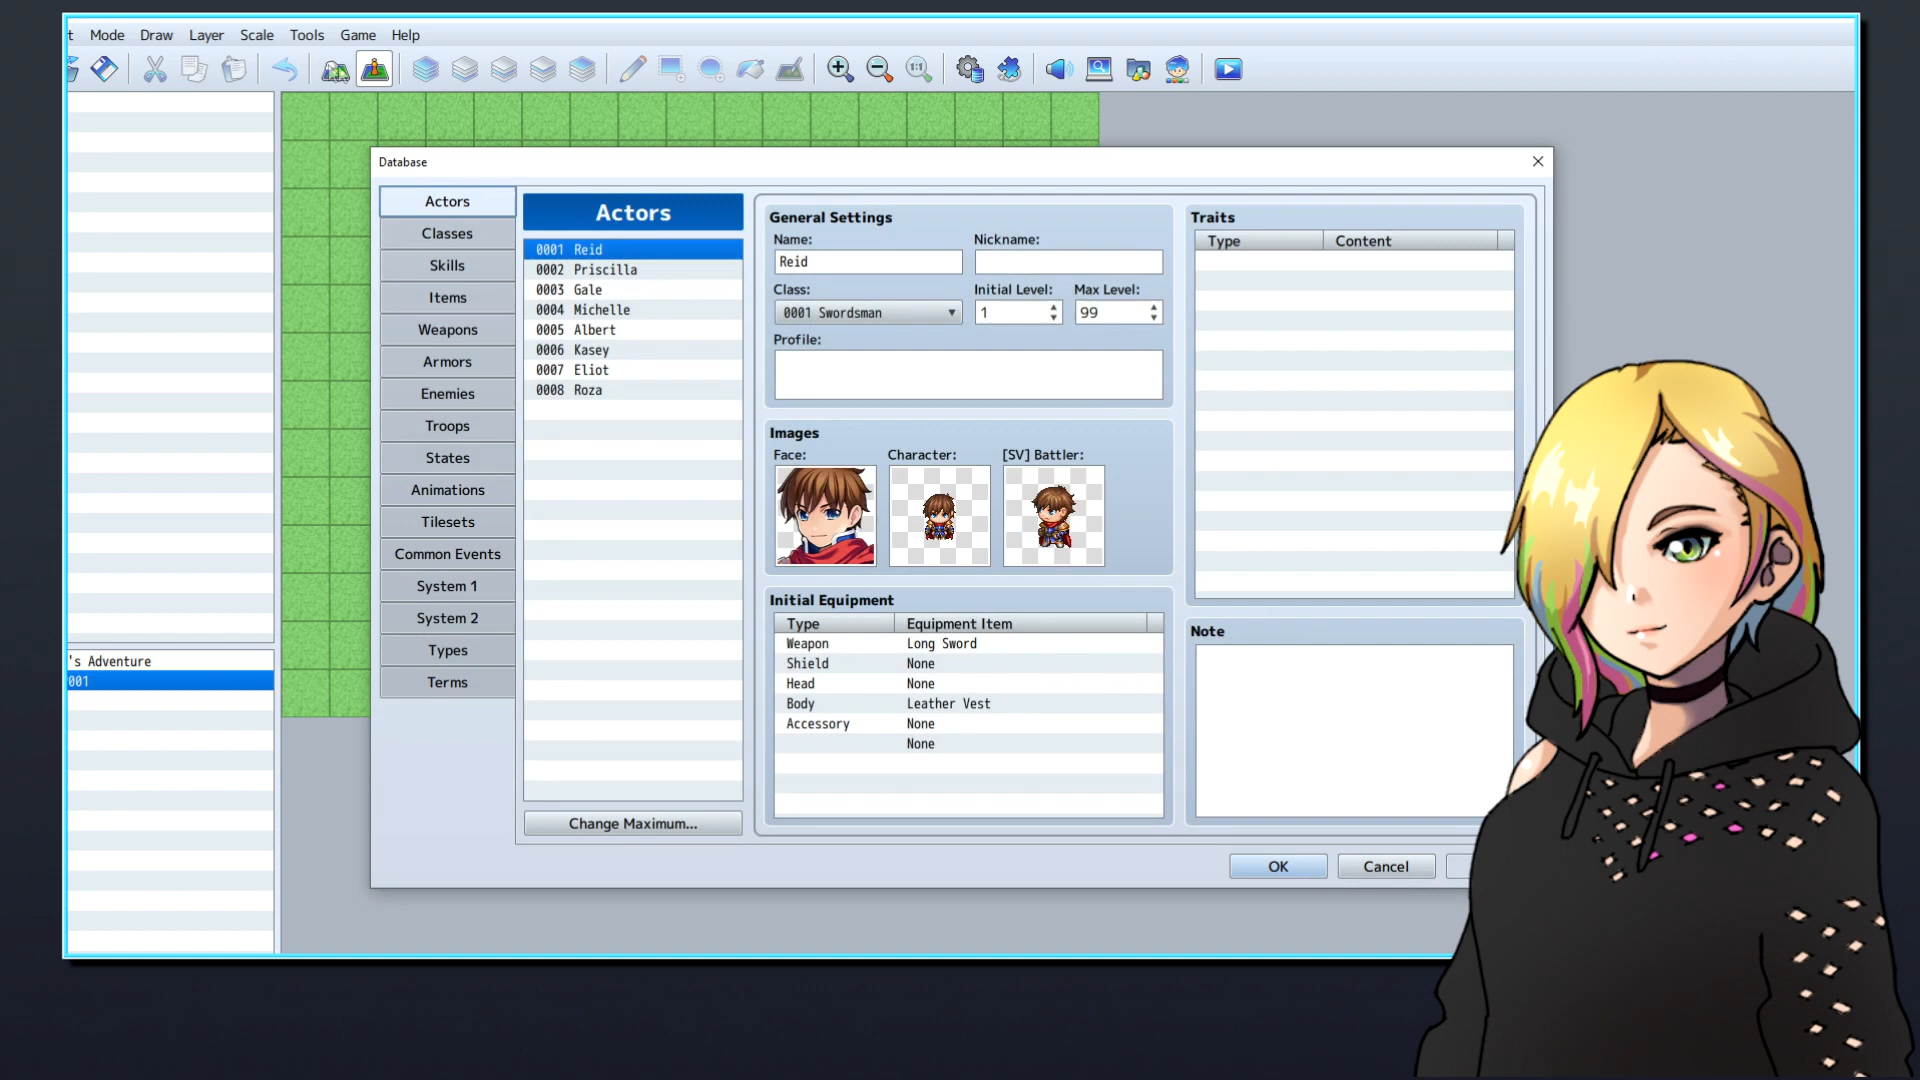 t Mode Draw Layer Scale Tools Game Help
1:1
Database
Actors
Classes
Skills
Items
Weapons
Armors
Enemies
Troops
States
Animations
Tilesets
Common Events
System 1
System 2
Types
Terms
Actors
0001 Reid
0002 Priscilla
0003 Gale
0004 Michelle
0005 Albert
0006 Kasey
0007 Eliot
0008 Roza
Change Maximum...
General Settings
Name: Nickname:
Reid
Class: Initial Level: Max Level:
0001 Swordsman 1 99
Profile:
Images
Face: Character: [SV] Battler:
Initial Equipment
Type Equipment Item
Weapon Long Sword
Shield None
Head None
Body Leather Vest
Accessory None
None
Traits
Type Content
Note
OK Cancel
's Adventure
001